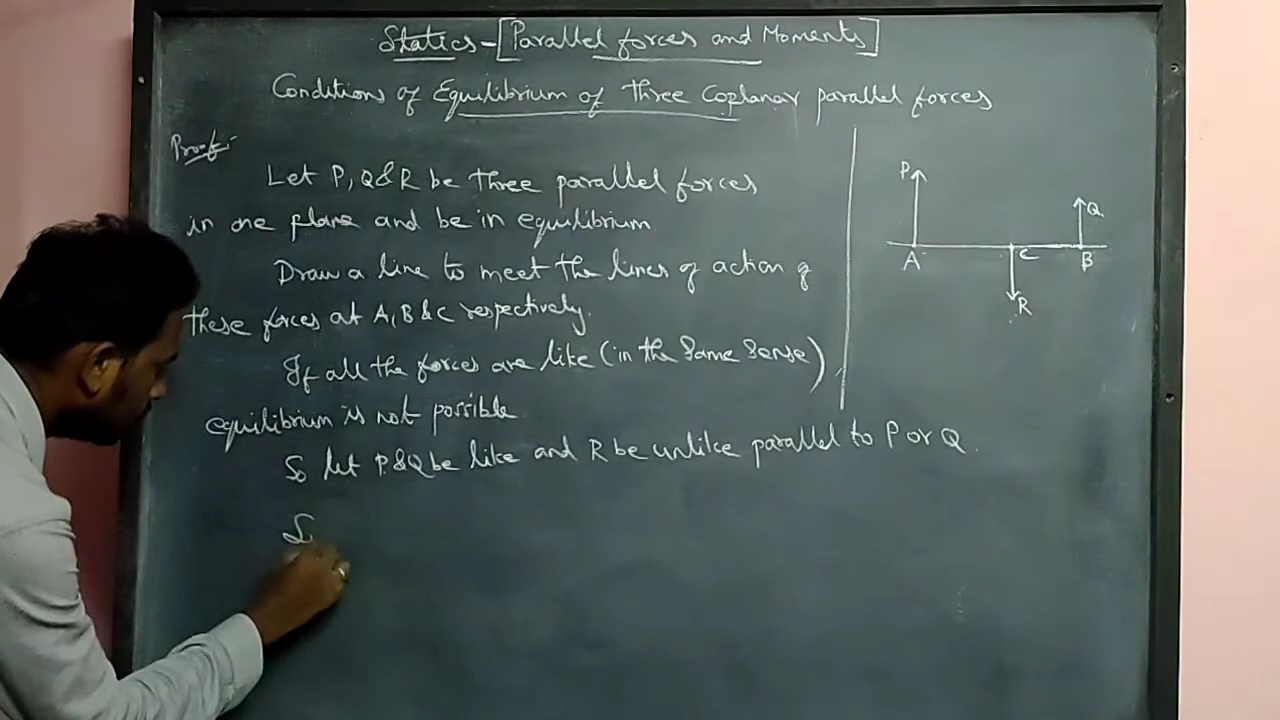 Statics - [Parallel forces and Moments]
Conditions of Equilibrium of three Coplanar parallel forces
Proof:
Let P, Q & R be three parallel forces
in one plane and be in equilibrium
Draw a line to meet the lines of action of
these forces at A, B & C respectively.
If all the forces are like (in the same sense)
equilibrium is not possible
So let P & Q be like and R be unlike parallel to P or Q.
P
Q
A
C
B
R